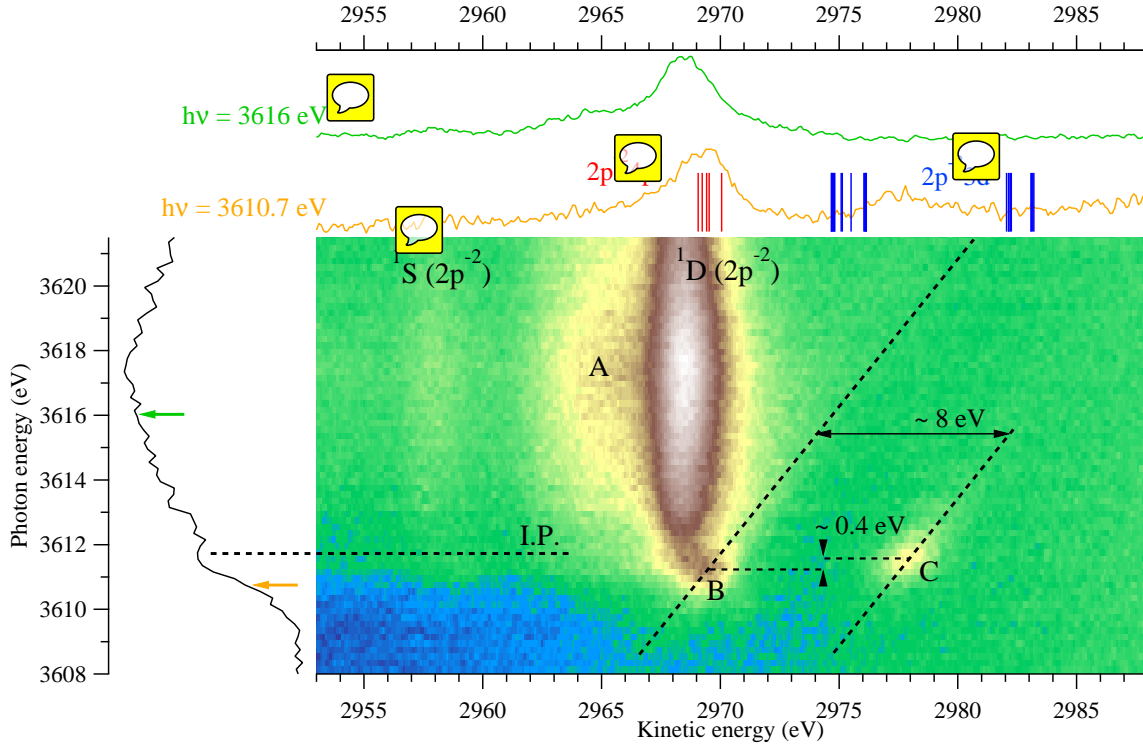 2955 2960 2965 2970 2975 2980 2985
hν = 3616 eV
hν = 3610.7 eV
¹S (2p⁻²)
¹D (2p⁻²)
3620
3618
3616
3614
3612
3610
3608
Photon energy (eV)
A
~ 8 eV
~ 0.4 eV
I.P.
B
C
2955 2960 2965 2970 2975 2980 2985
Kinetic energy (eV)